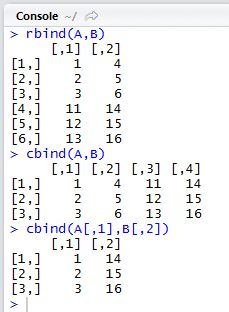 Console ~/
> rbind(A,B)
     [,1] [,2]
[1,]    1    4
[2,]    2    5
[3,]    3    6
[4,]   11   14
[5,]   12   15
[6,]   13   16
> cbind(A,B)
     [,1] [,2] [,3] [,4]
[1,]    1    4   11   14
[2,]    2    5   12   15
[3,]    3    6   13   16
> cbind(A[,1],B[,2])
     [,1] [,2]
[1,]    1   14
[2,]    2   15
[3,]    3   16
>